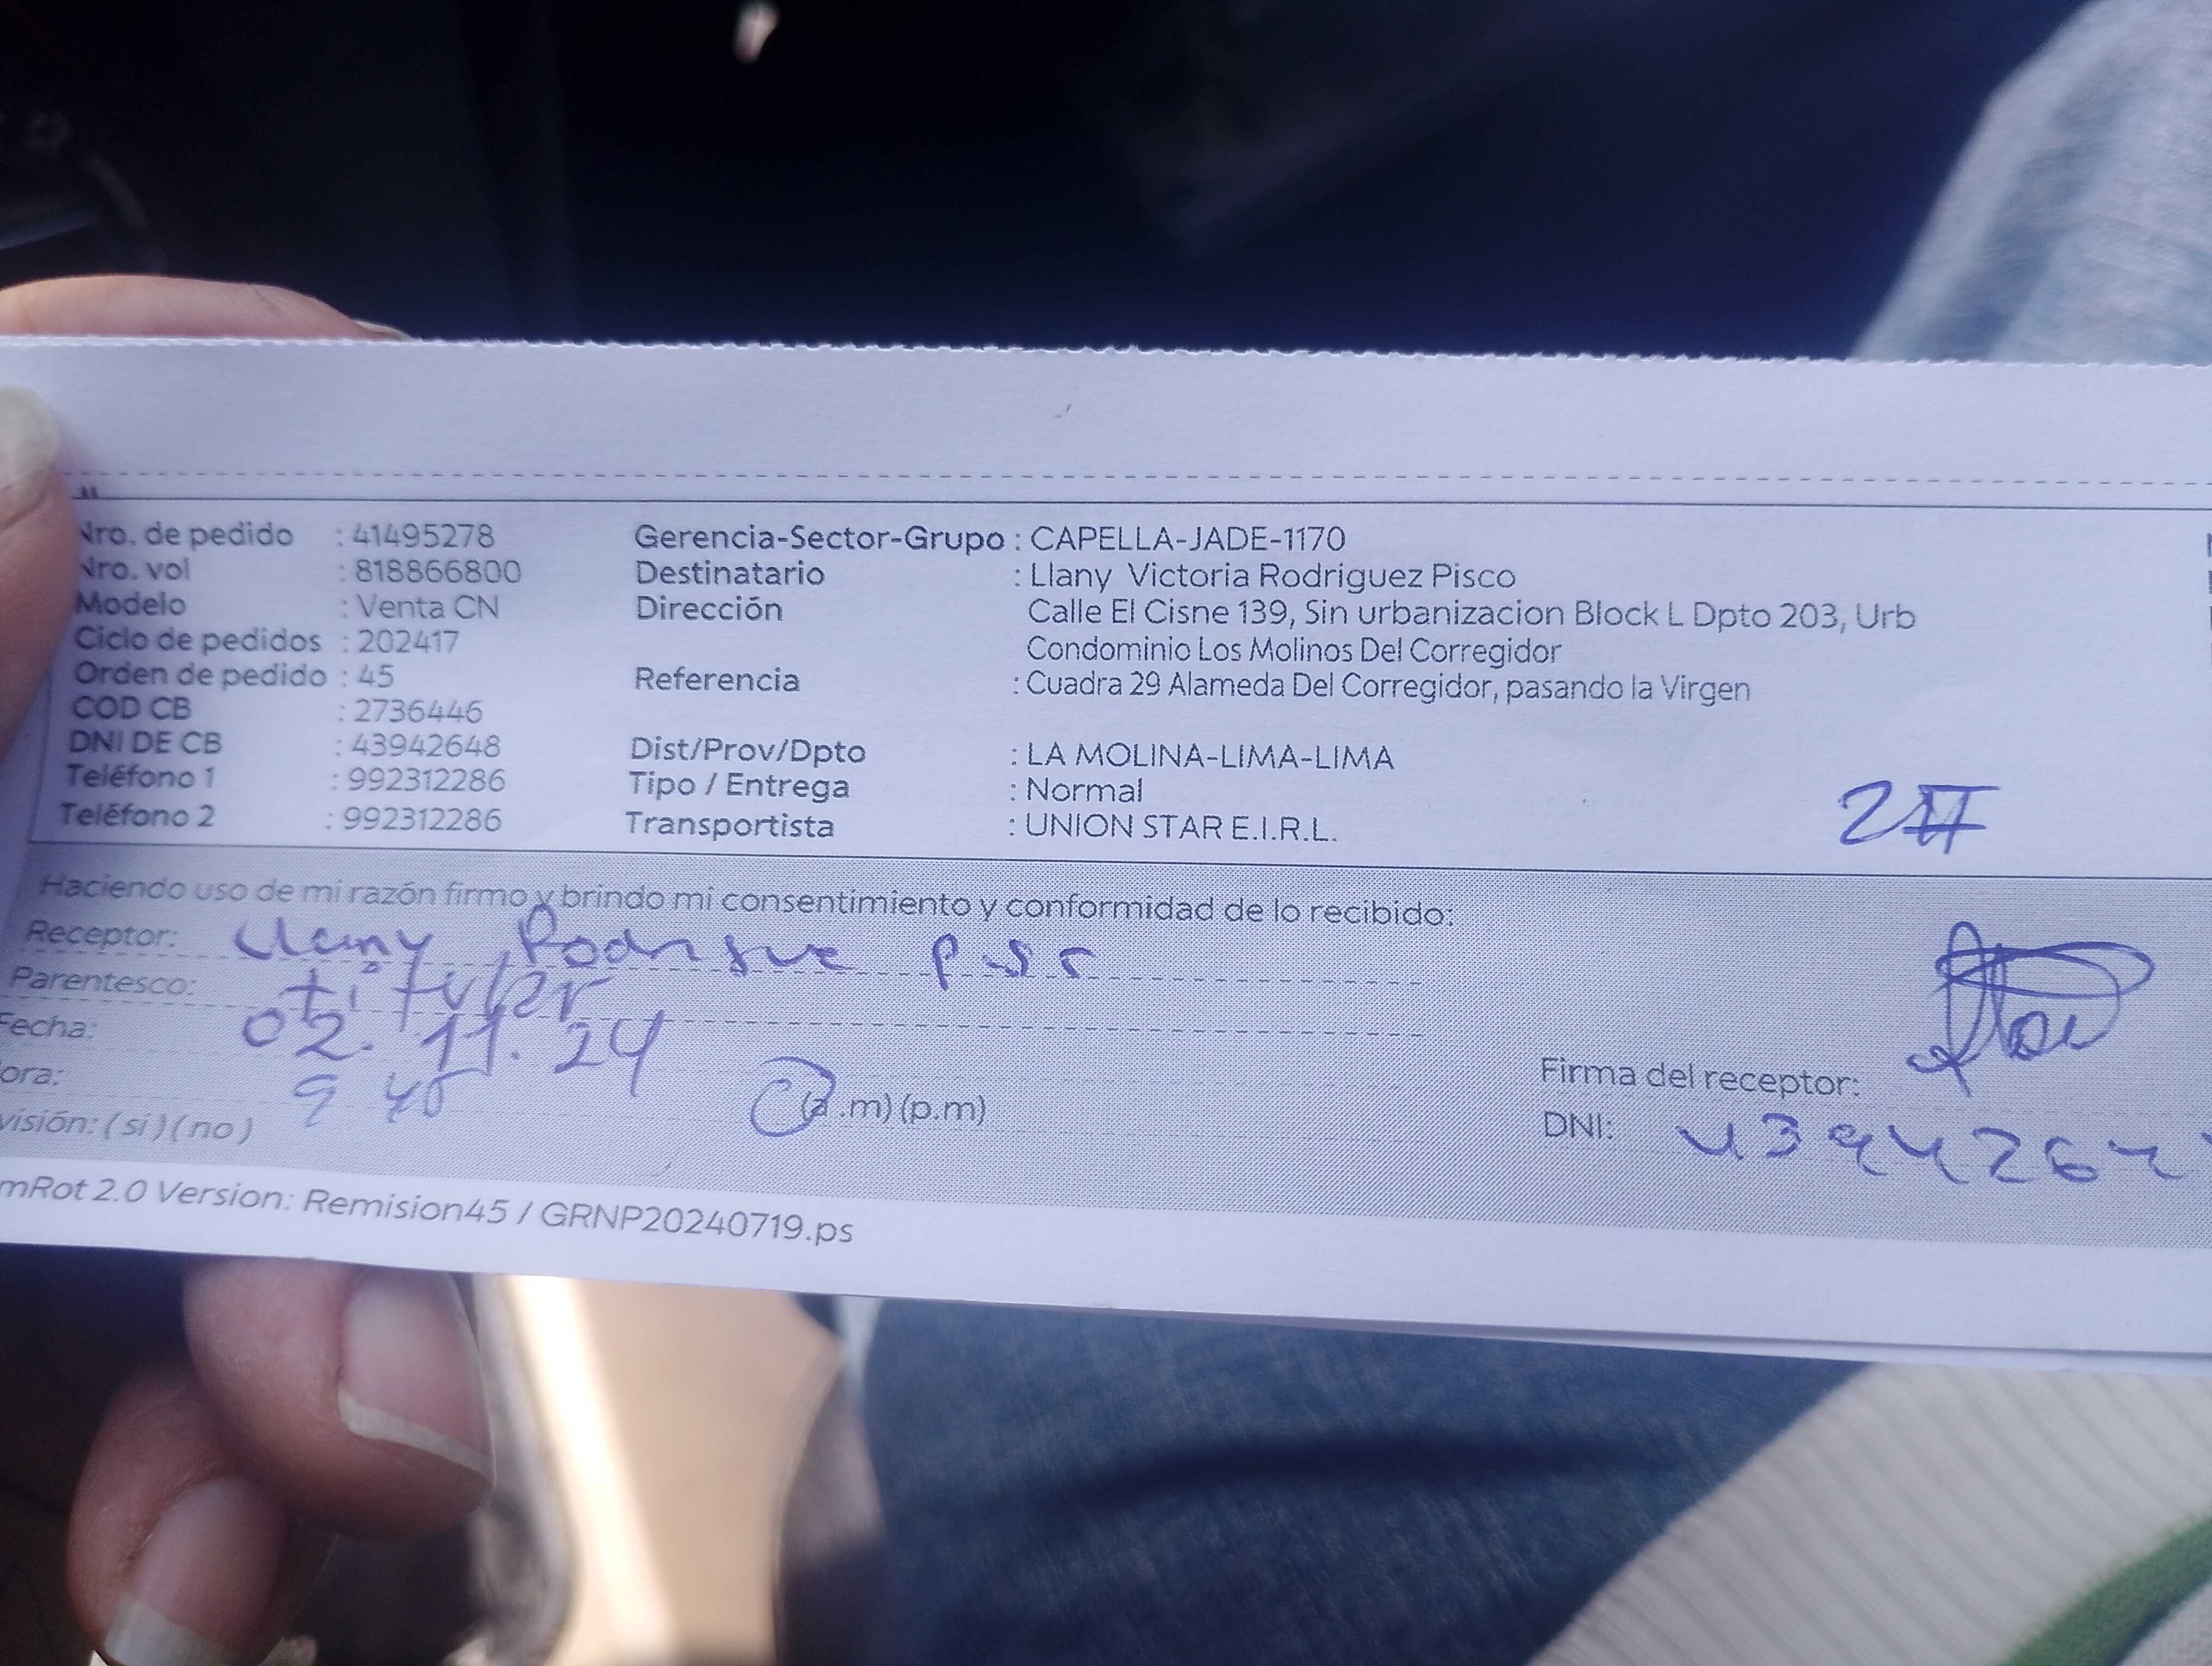 Nro. de pedido : 41495278
Nro. vol : 818866800
Modelo : Venta CN
Ciclo de pedidos : 202417
Orden de pedido : 45
COD CB : 2736446
DNI DE CB : 43942648
Teléfono 1 : 992312286
Teléfono 2 : 992312286
Gerencia-Sector-Grupo : CAPELLA-JADE-1170
Destinatario : Llany Victoria Rodriguez Pisco
Dirección Calle El Cisne 139, Sin urbanizacion Block L Dpto 203, Urb
Condominio Los Molinos Del Corregidor
Referencia : Cuadra 29 Alameda Del Corregidor, pasando la Virgen
Dist/Prov/Dpto : LA MOLINA-LIMA-LIMA
Tipo / Entrega : Normal
Transportista : UNION STAR E.I.R.L.
Haciendo uso de mi razón firmo y brindo mi consentimiento y conformidad de lo recibido:
Receptor: Llany
Parentesco: titular
Fecha: 02.11.24
ora: 9 45 (a.m) (p.m)
visión: ( si ) ( no )
Firma del receptor:
DNI: 4394264
mRot 2.0 Version: Remision45 / GRNP20240719.ps